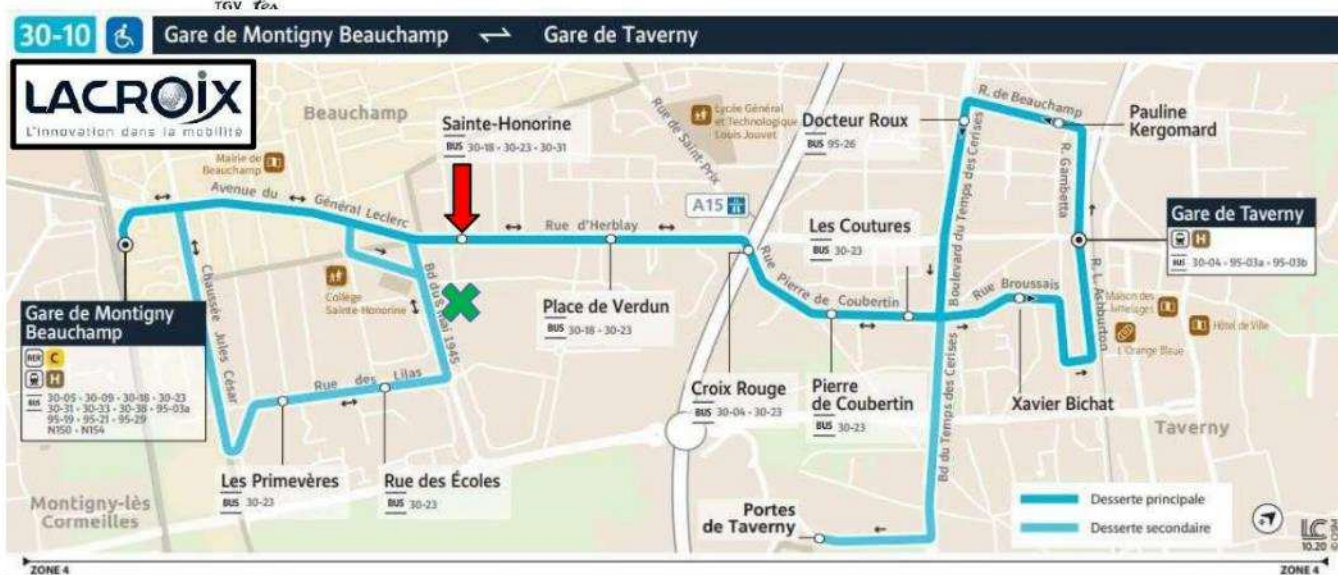 TGV
30-10
Gare de Montigny Beauchamp
Gare de Taverny
LACROIX
L'innovation dans la mobilité
Beauchamp
Mairie de
Beauchamp
Sainte-Honorine
BUS 30-18 - 30-23 - 30-31
Rue de Saint-Prix
Lycée Général
et Technologique
Louis Jouvet
Docteur Roux
BUS 95-26
R. de Beauchamp
Pauline
Kergomard
Avenue du Général Leclerc
Rue d'Herblay
A15
Les Coutures
BUS 30-23
Boulevard du Temps des Cerises
R. Gambetta
Gare de Taverny
H
BUS 30-04 - 95-03a - 95-03b
Chaussée Jules César
Collège
Sainte-Honorine
Bd du 8 mai 1945
Place de Verdun
BUS 30-18 - 30-23
Rue Pierre de Coubertin
Rue Broussais
R. L. Ashburton
Maison des
Hôtel de Ville
L'Orange Bleue
Gare de Montigny
Beauchamp
RER C
H
BUS 30-05 - 30-09 - 30-18 - 30-23
30-31 - 30-33 - 30-38 - 95-03a
95-19 - 95-21 - 95-29
N150 - N154
Rue des Lilas
Croix Rouge
BUS 30-04 - 30-23
Pierre
de Coubertin
BUS 30-23
Bd du Temps des Cerises
Xavier Bichat
Taverny
Les Primevères
BUS 30-23
Rue des Écoles
BUS 30-23
Montigny-lès
Cormeilles
Portes
de Taverny
Desserte principale
Desserte secondaire
LC
10.20
ZONE 4
ZONE 4